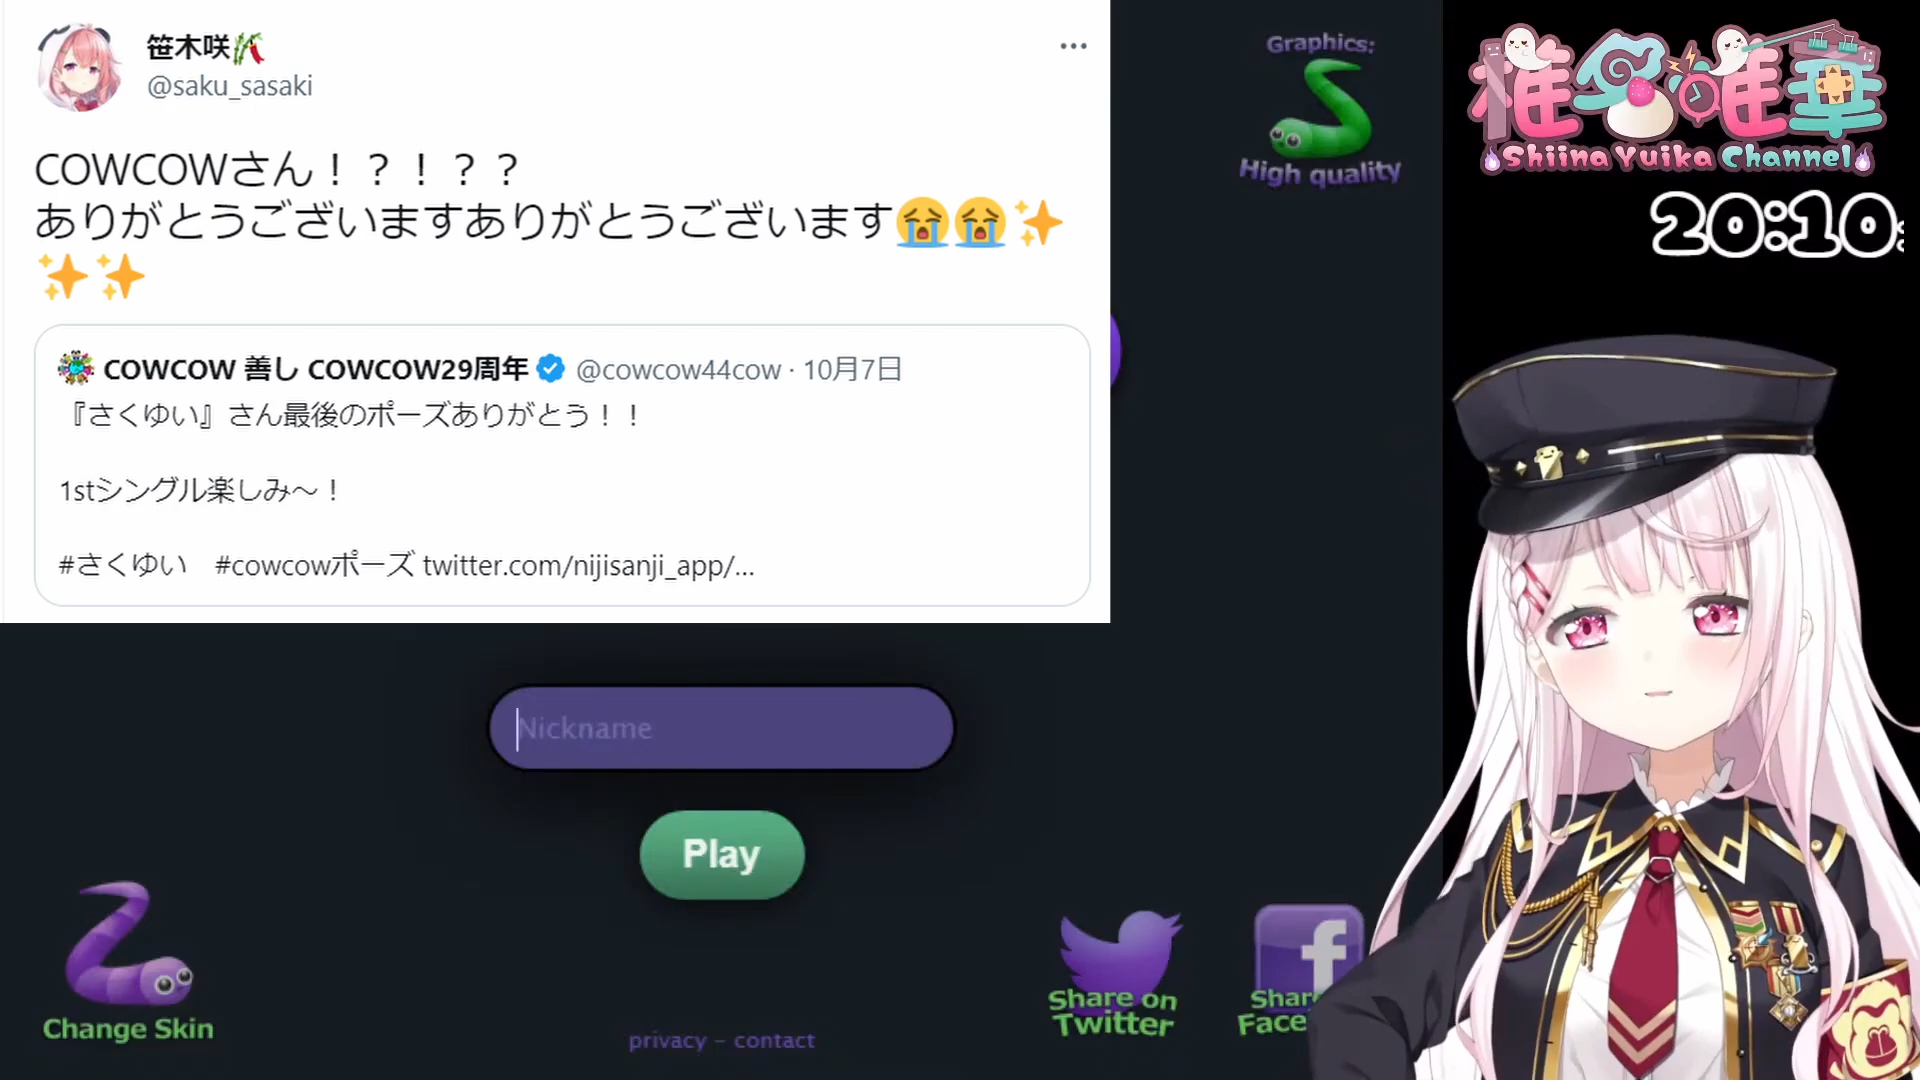 笹木咲🎋🌶
@saku_sasaki
COWCOWさん！？！？？
ありがとうございますありがとうございます😭😭✨
✨✨
COWCOW 善し COWCOW29周年 @cowcow44cow · 10月7日
『さくゆい』さん最後のポーズありがとう！！
1stシングル楽しみ〜！
#さくゆい #cowcowポーズ twitter.com/nijisanji_app/…
Graphics:
High quality
椎名唯華
Shiina Yuika Channel
20:10
Nickname
Play
Change Skin
privacy - contact
Share on
Twitter